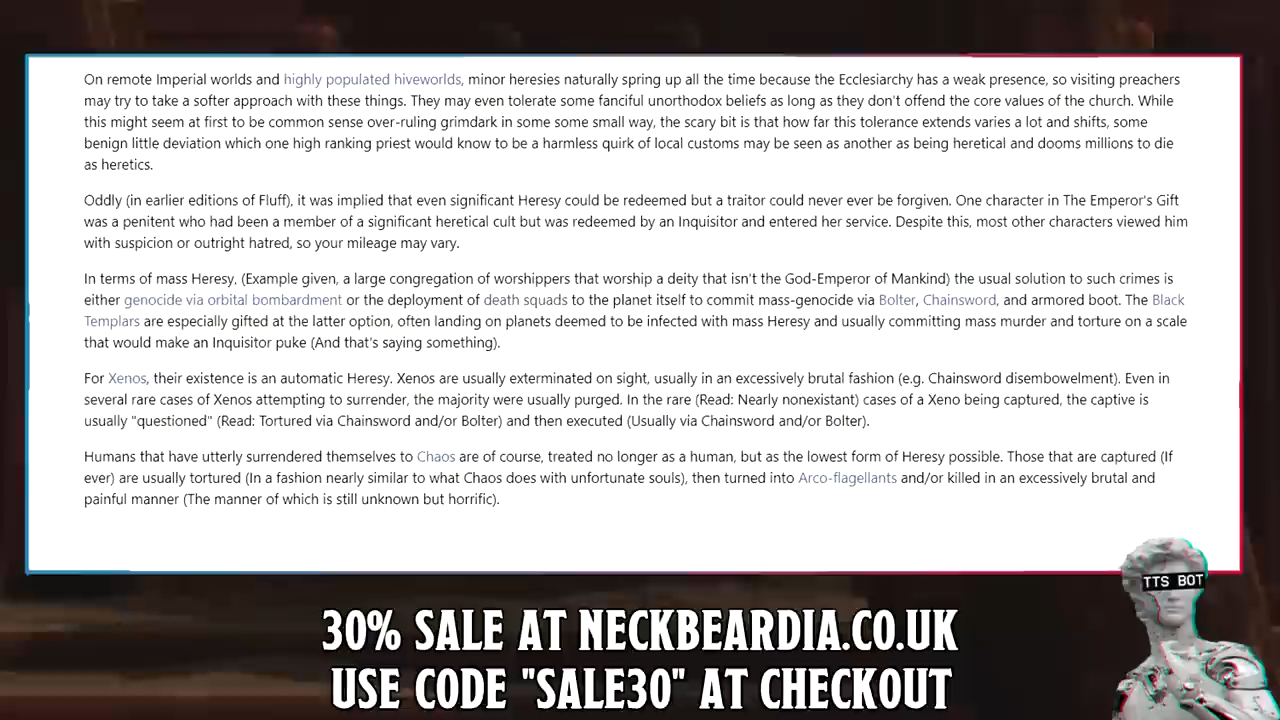 On remote Imperial worlds and highly populated hiveworlds, minor heresies naturally spring up all the time because the Ecclesiarchy has a weak presence, so visiting preachers
may try to take a softer approach with these things. They may even tolerate some fanciful unorthodox beliefs as long as they don't offend the core values of the church. While
this might seem at first to be common sense over-ruling grimdark in some some small way, the scary bit is that how far this tolerance extends varies a lot and shifts, some
benign little deviation which one high ranking priest would know to be a harmless quirk of local customs may be seen as another as being heretical and dooms millions to die
as heretics.
Oddly (in earlier editions of Fluff), it was implied that even significant Heresy could be redeemed but a traitor could never ever be forgiven. One character in The Emperor's Gift
was a penitent who had been a member of a significant heretical cult but was redeemed by an Inquisitor and entered her service. Despite this, most other characters viewed him
with suspicion or outright hatred, so your mileage may vary.
In terms of mass Heresy, (Example given, a large congregation of worshippers that worship a deity that isn't the God-Emperor of Mankind) the usual solution to such crimes is
either genocide via orbital bombardment or the deployment of death squads to the planet itself to commit mass-genocide via Bolter, Chainsword, and armored boot. The Black
Templars are especially gifted at the latter option, often landing on planets deemed to be infected with mass Heresy and usually committing mass murder and torture on a scale
that would make an Inquisitor puke (And that's saying something).
For Xenos, their existence is an automatic Heresy. Xenos are usually exterminated on sight, usually in an excessively brutal fashion (e.g. Chainsword disembowelment). Even in
several rare cases of Xenos attempting to surrender, the majority were usually purged. In the rare (Read: Nearly nonexistant) cases of a Xeno being captured, the captive is
usually "questioned" (Read: Tortured via Chainsword and/or Bolter) and then executed (Usually via Chainsword and/or Bolter).
Humans that have utterly surrendered themselves to Chaos are of course, treated no longer as a human, but as the lowest form of Heresy possible. Those that are captured (If
ever) are usually tortured (In a fashion nearly similar to what Chaos does with unfortunate souls), then turned into Arco-flagellants and/or killed in an excessively brutal and
painful manner (The manner of which is still unknown but horrific).
TTS BOT
30% SALE AT NECKBEARDIA.CO.UK
USE CODE "SALE30" AT CHECKOUT